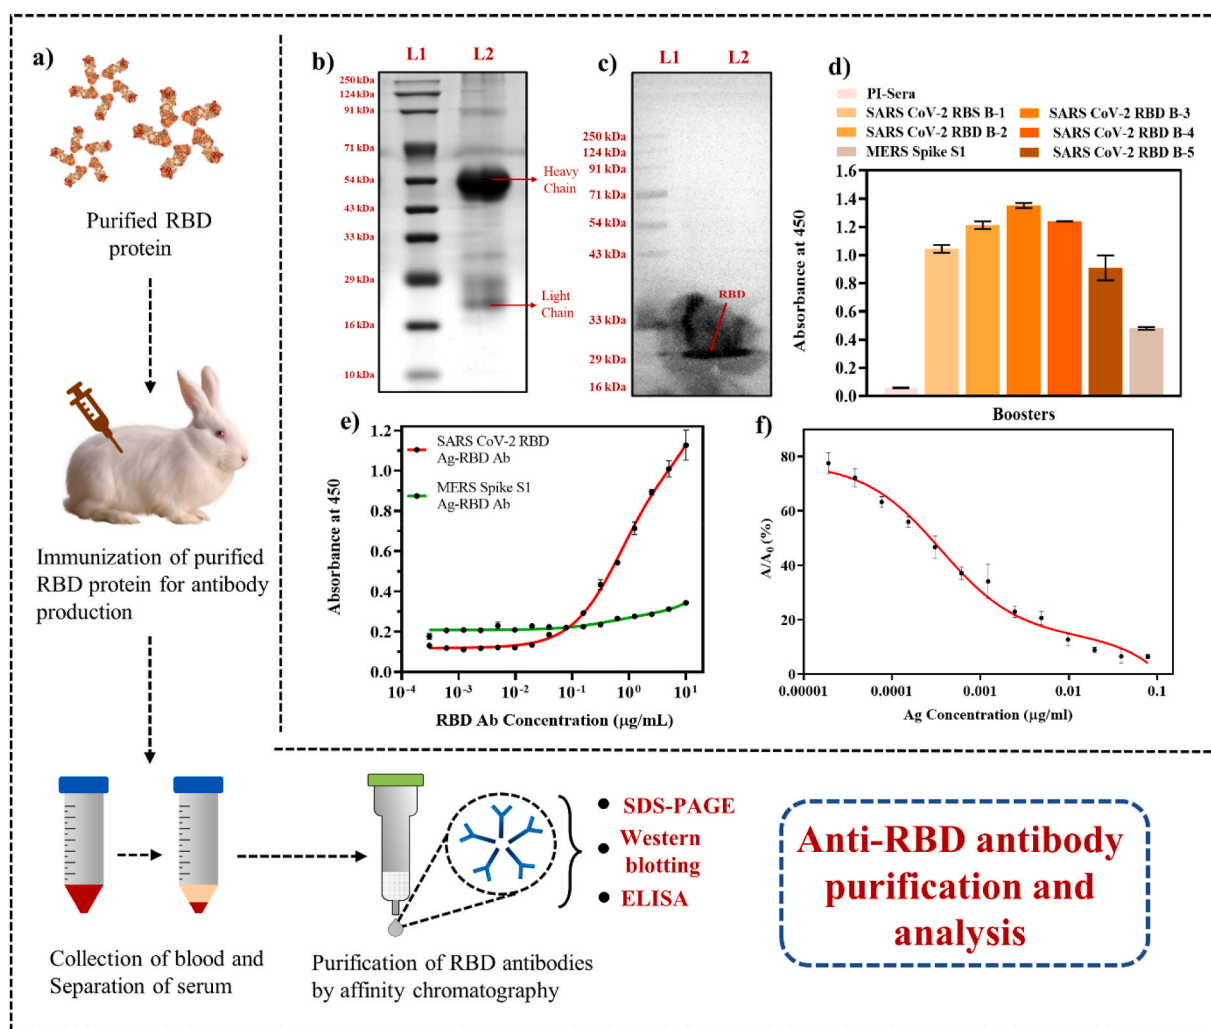 a)
Purified RBD
protein
Immunization of purified
RBD protein for antibody
production
Collection of blood and
Separation of serum
Purification of RBD antibodies
by affinity chromatography
SDS-PAGE
Western
blotting
ELISA
Anti-RBD antibody
purification and
analysis
b)
L1 L2
250 kDa
124 kDa
91 kDa
71 kDa
54 kDa
43 kDa
33 kDa
29 kDa
16 kDa
10 kDa
Heavy
Chain
Light
Chain
c)
L1 L2
250 kDa
124 kDa
91 kDa
71 kDa
54 kDa
43 kDa
33 kDa
29 kDa
16 kDa
RBD
d)
PI-Sera
SARS CoV-2 RBS B-1 SARS CoV-2 RBD B-3
SARS CoV-2 RBD B-2 SARS CoV-2 RBD B-4
MERS Spike S1 SARS CoV-2 RBD B-5
Absorbance at 450
1.6
1.4
1.2
1.0
0.8
0.6
0.4
0.2
0.0
Boosters
e)
SARS CoV-2 RBD
Ag-RBD Ab
MERS Spike S1
Ag-RBD Ab
Absorbance at 450
1.2
1.0
0.8
0.6
0.4
0.2
0.0
10⁻⁴ 10⁻³ 10⁻² 10⁻¹ 10⁰ 10¹
RBD Ab Concentration (µg/mL)
f)
A/A₀ (%)
80
60
40
20
0
0.00001 0.0001 0.001 0.01 0.1
Ag Concentration (µg/ml)